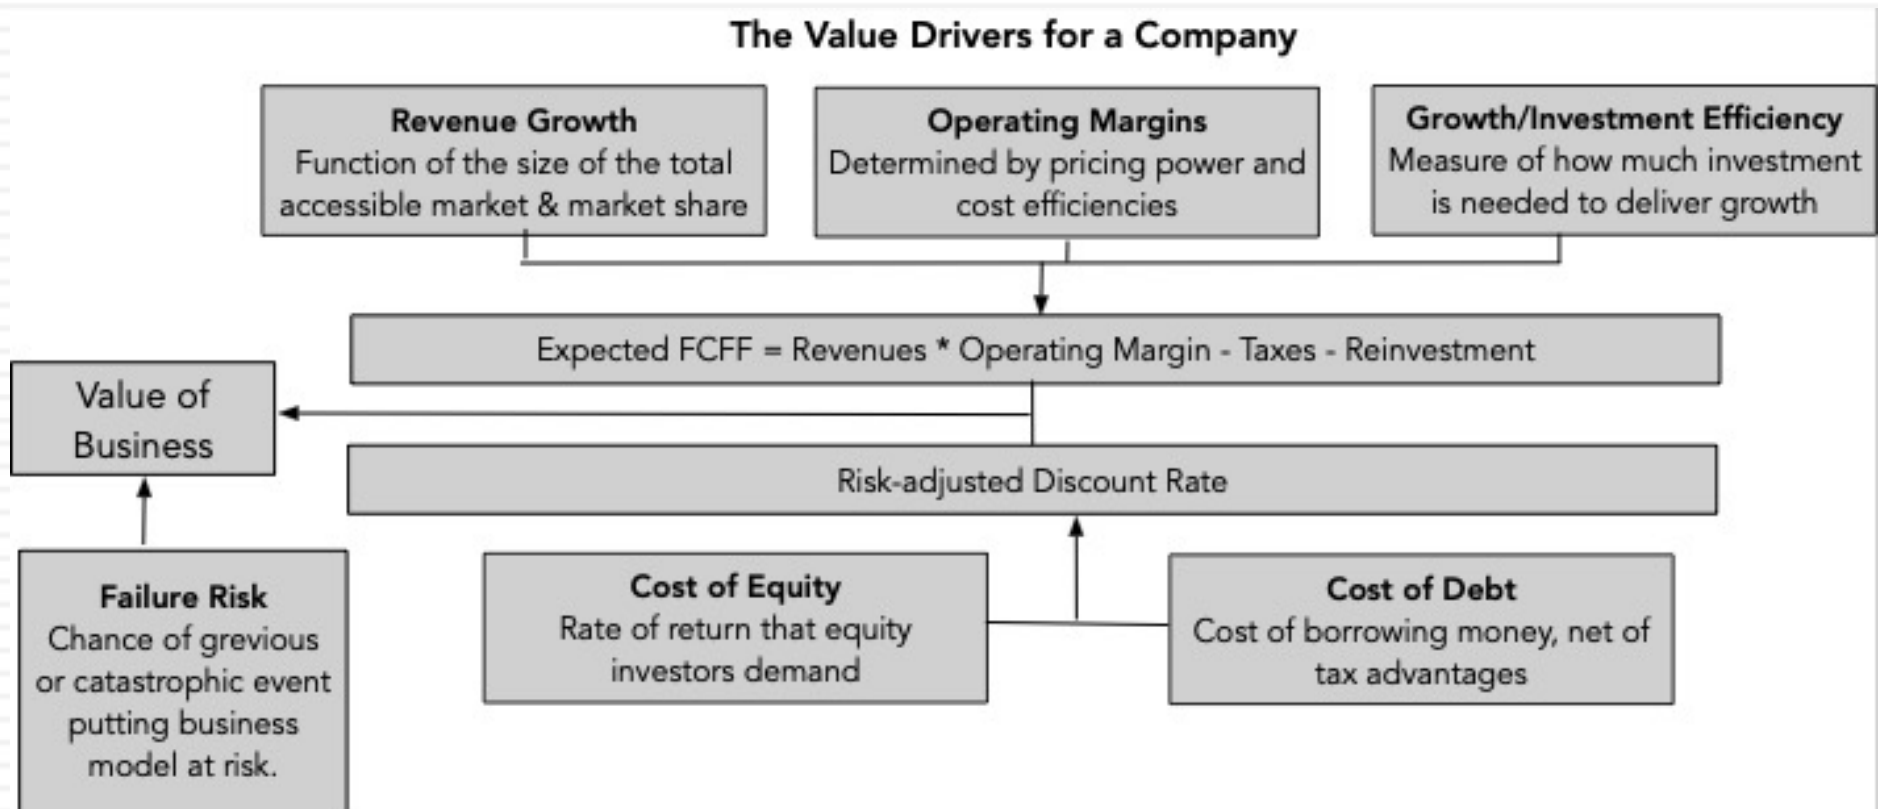 The Value Drivers for a Company
Revenue Growth
Function of the size of the total
accessible market & market share
Operating Margins
Determined by pricing power and
cost efficiencies
Growth/Investment Efficiency
Measure of how much investment
is needed to deliver growth
Expected FCFF = Revenues * Operating Margin - Taxes - Reinvestment
Value of
Business
Risk-adjusted Discount Rate
Failure Risk
Chance of grevious
or catastrophic event
putting business
model at risk.
Cost of Equity
Rate of return that equity
investors demand
Cost of Debt
Cost of borrowing money, net of
tax advantages